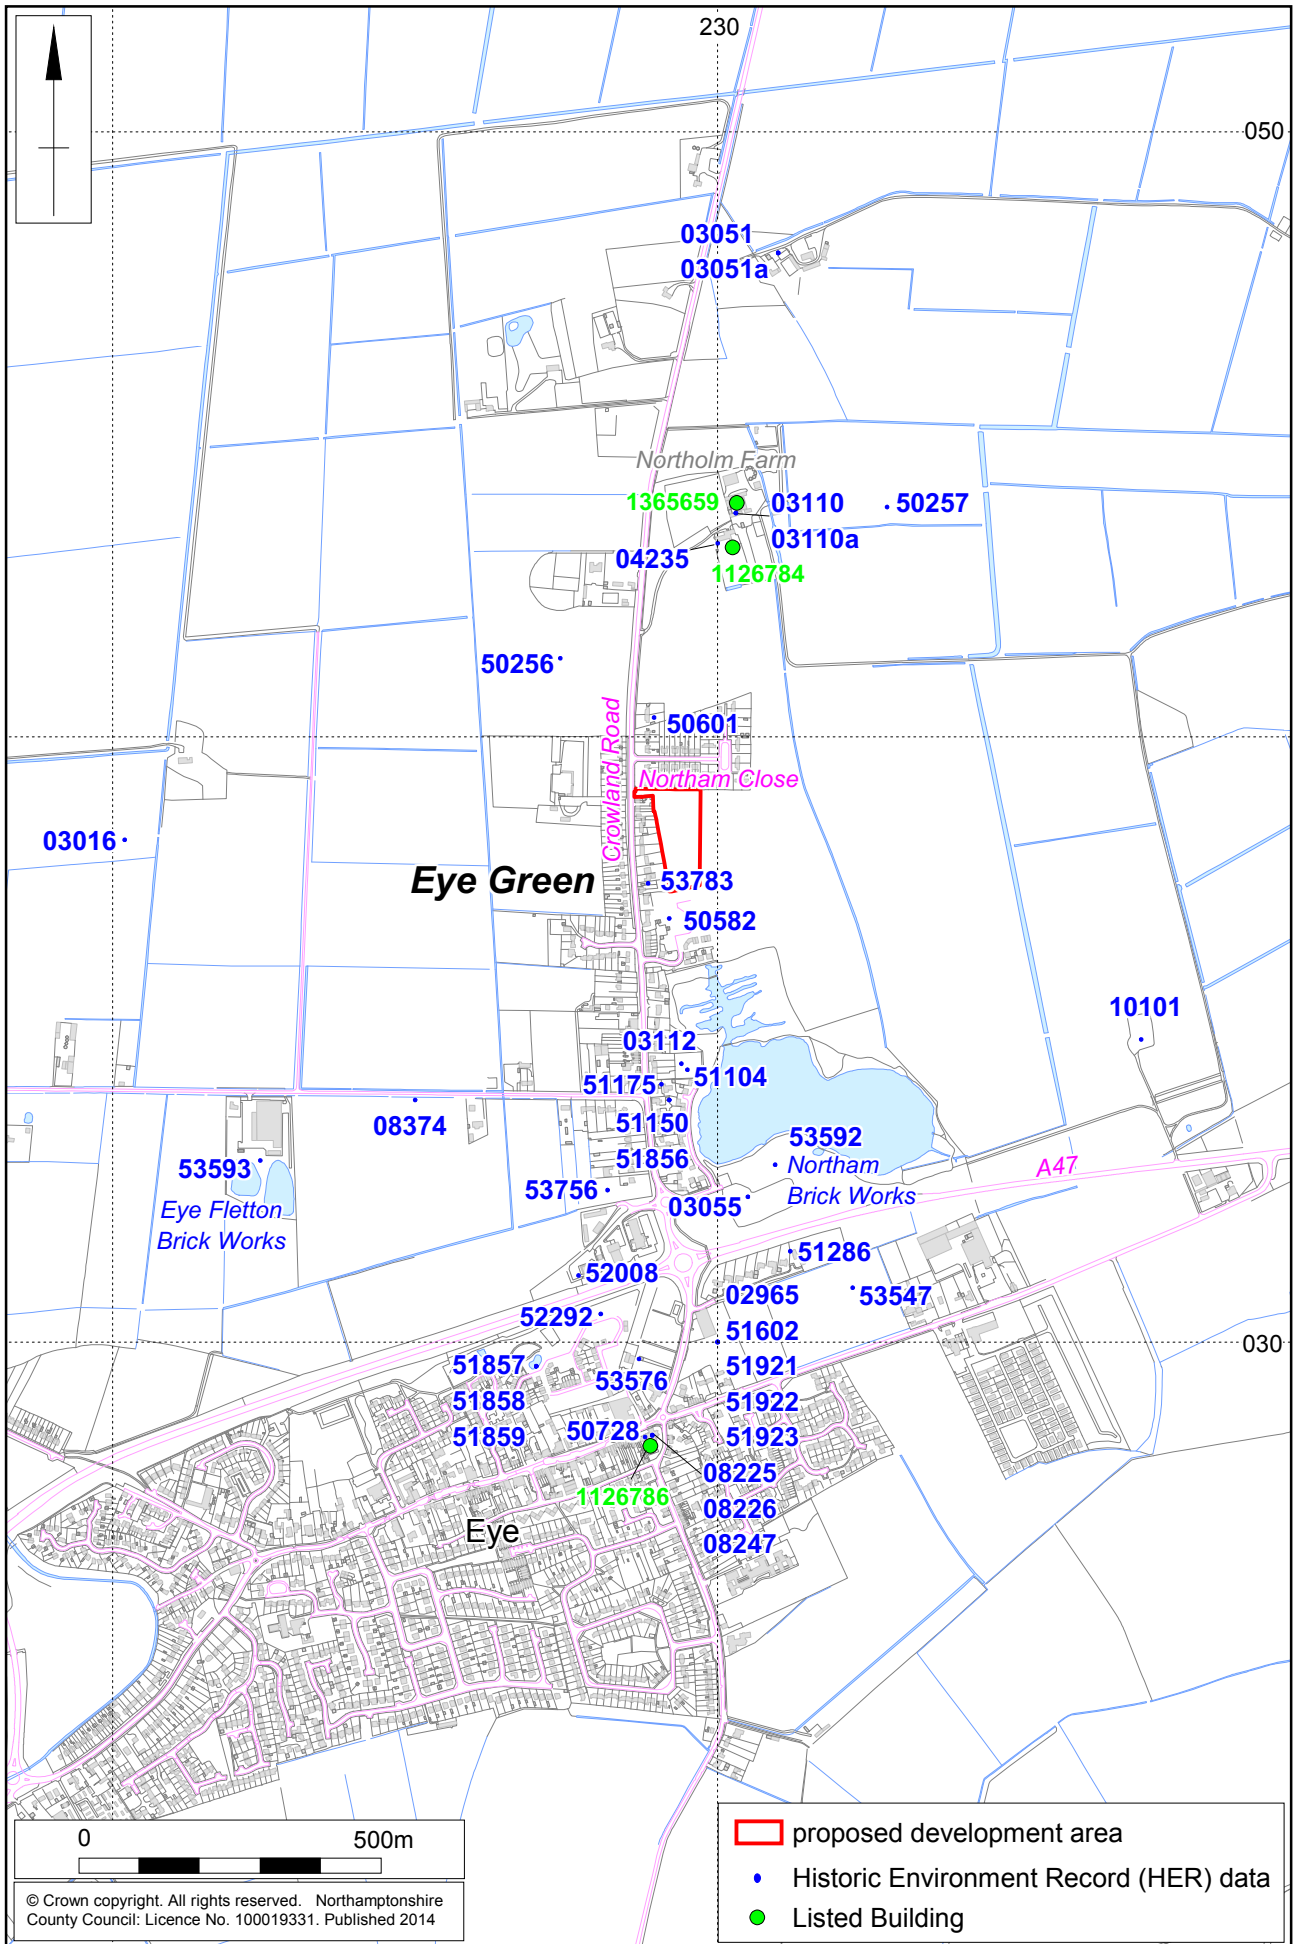 230
050
03051
03051a
Northolm Farm
1365659
03110
50257
03110a
04235
1126784
50256
50601
Crowland Road
Northam Close
03016
Eye Green
53783
50582
10101
03112
51104
51175
08374
51150
53592
51856
Northam
Brick Works
A47
53593
53756
03055
Eye Fletton
Brick Works
51286
52008
02965
53547
52292
51602
030
51857
53576
51921
51858
51922
51859
50728
51923
08225
1126786
08226
Eye
08247
0 500m
© Crown copyright. All rights reserved. Northamptonshire
County Council: Licence No. 100019331. Published 2014
proposed development area
Historic Environment Record (HER) data
Listed Building